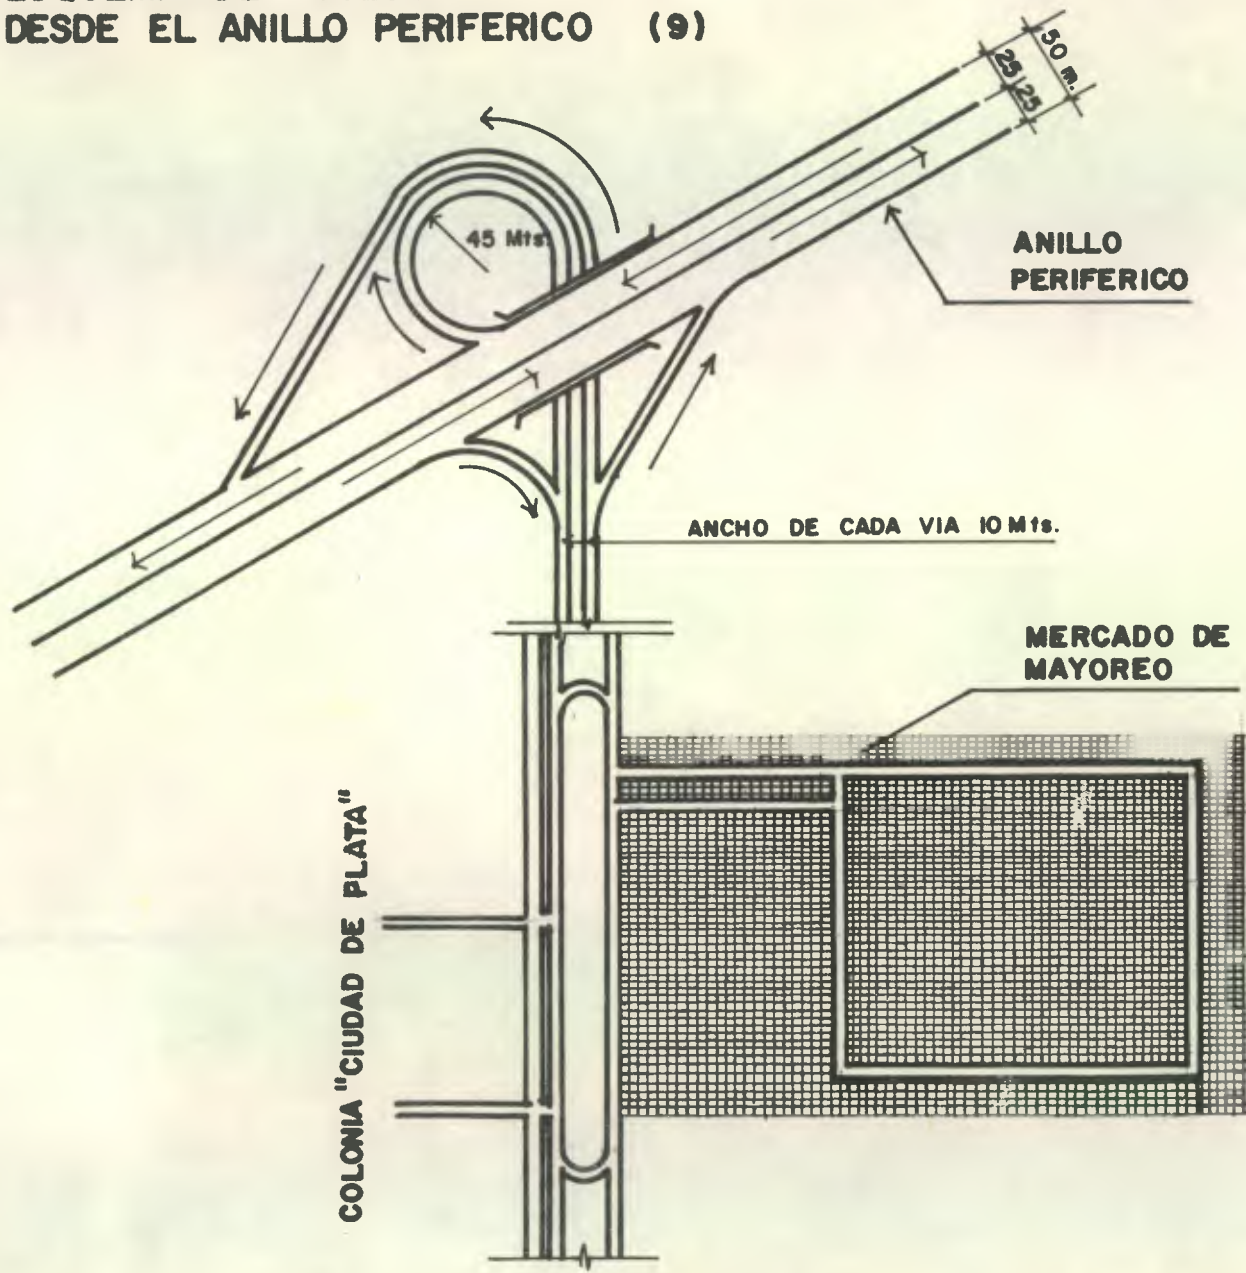 DESDE EL ANILLO PERIFERICO (9)
50 m.
25 25
45 Mts.
ANILLO
PERIFERICO
ANCHO DE CADA VIA 10 Mts.
MERCADO DE
MAYOREO
COLONIA "CIUDAD DE PLATA"